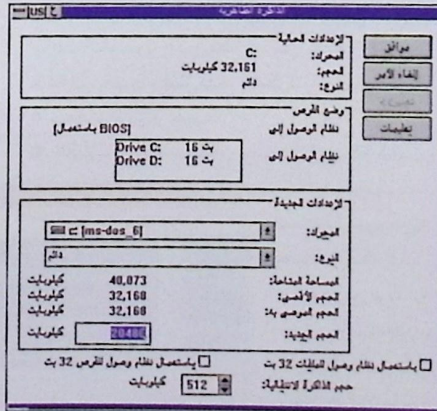 الذاكرة الظاهرية
US
خ
موافق
إلغاء الأمر
تعليمات
الإعدادات الحالية
المحرك: C:
الحجم: 32,161 كيلوبايت
النوع: دائم
وضع القرص
نظام الوصول إلى (باستعمال BIOS)
نظام الوصول إلى
Drive C: 16 بت
Drive D: 16 بت
الإعدادات الجديدة
المحرك: c: [ms-dos_6]
النوع: دائم
المساحة المتاحة: 40,073 كيلوبايت
الحجم الأقصى: 32,168 كيلوبايت
الحجم الموصى به: 32,168 كيلوبايت
الحجم الجديد: 20480 كيلوبايت
باستعمال نظام وصول للملفات 32 بت
باستعمال نظام وصول للقرص 32 بت
حجم الذاكرة الانتقالية: 512 كيلوبايت